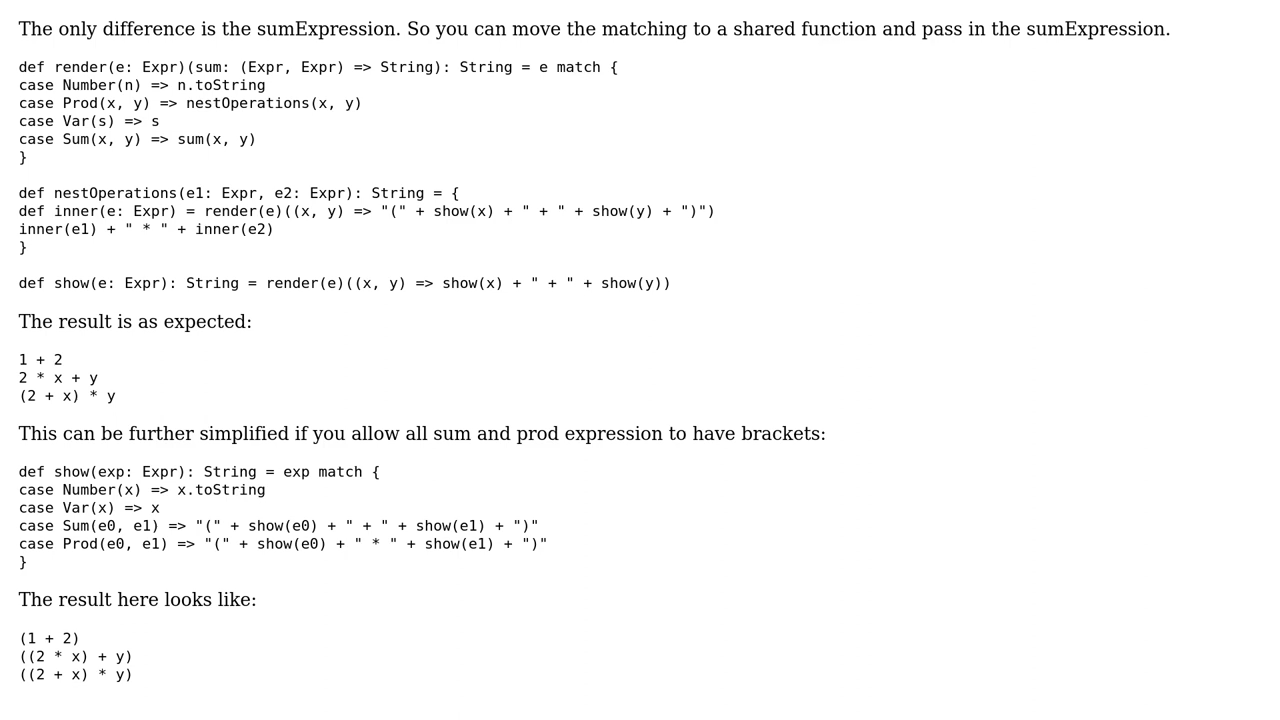 The only difference is the sumExpression. So you can move the matching to a shared function and pass in the sumExpression.
def render(e: Expr)(sum: (Expr, Expr) => String): String = e match {
case Number(n) => n.toString
case Prod(x, y) => nestOperations(x, y)
case Var(s) => s
case Sum(x, y) => sum(x, y)
}
def nestOperations(e1: Expr, e2: Expr): String = {
def inner(e: Expr) = render(e)((x, y) => "(" + show(x) + " + " + show(y) + ")")
inner(e1) + " * " + inner(e2)
}
def show(e: Expr): String = render(e)((x, y) => show(x) + " + " + show(y))
The result is as expected:
1 + 2
2 * x + y
(2 + x) * y
This can be further simplified if you allow all sum and prod expression to have brackets:
def show(exp: Expr): String = exp match {
case Number(x) => x.toString
case Var(x) => x
case Sum(e0, e1) => "(" + show(e0) + " + " + show(e1) + ")"
case Prod(e0, e1) => "(" + show(e0) + " * " + show(e1) + ")"
}
The result here looks like:
(1 + 2)
((2 * x) + y)
((2 + x) * y)